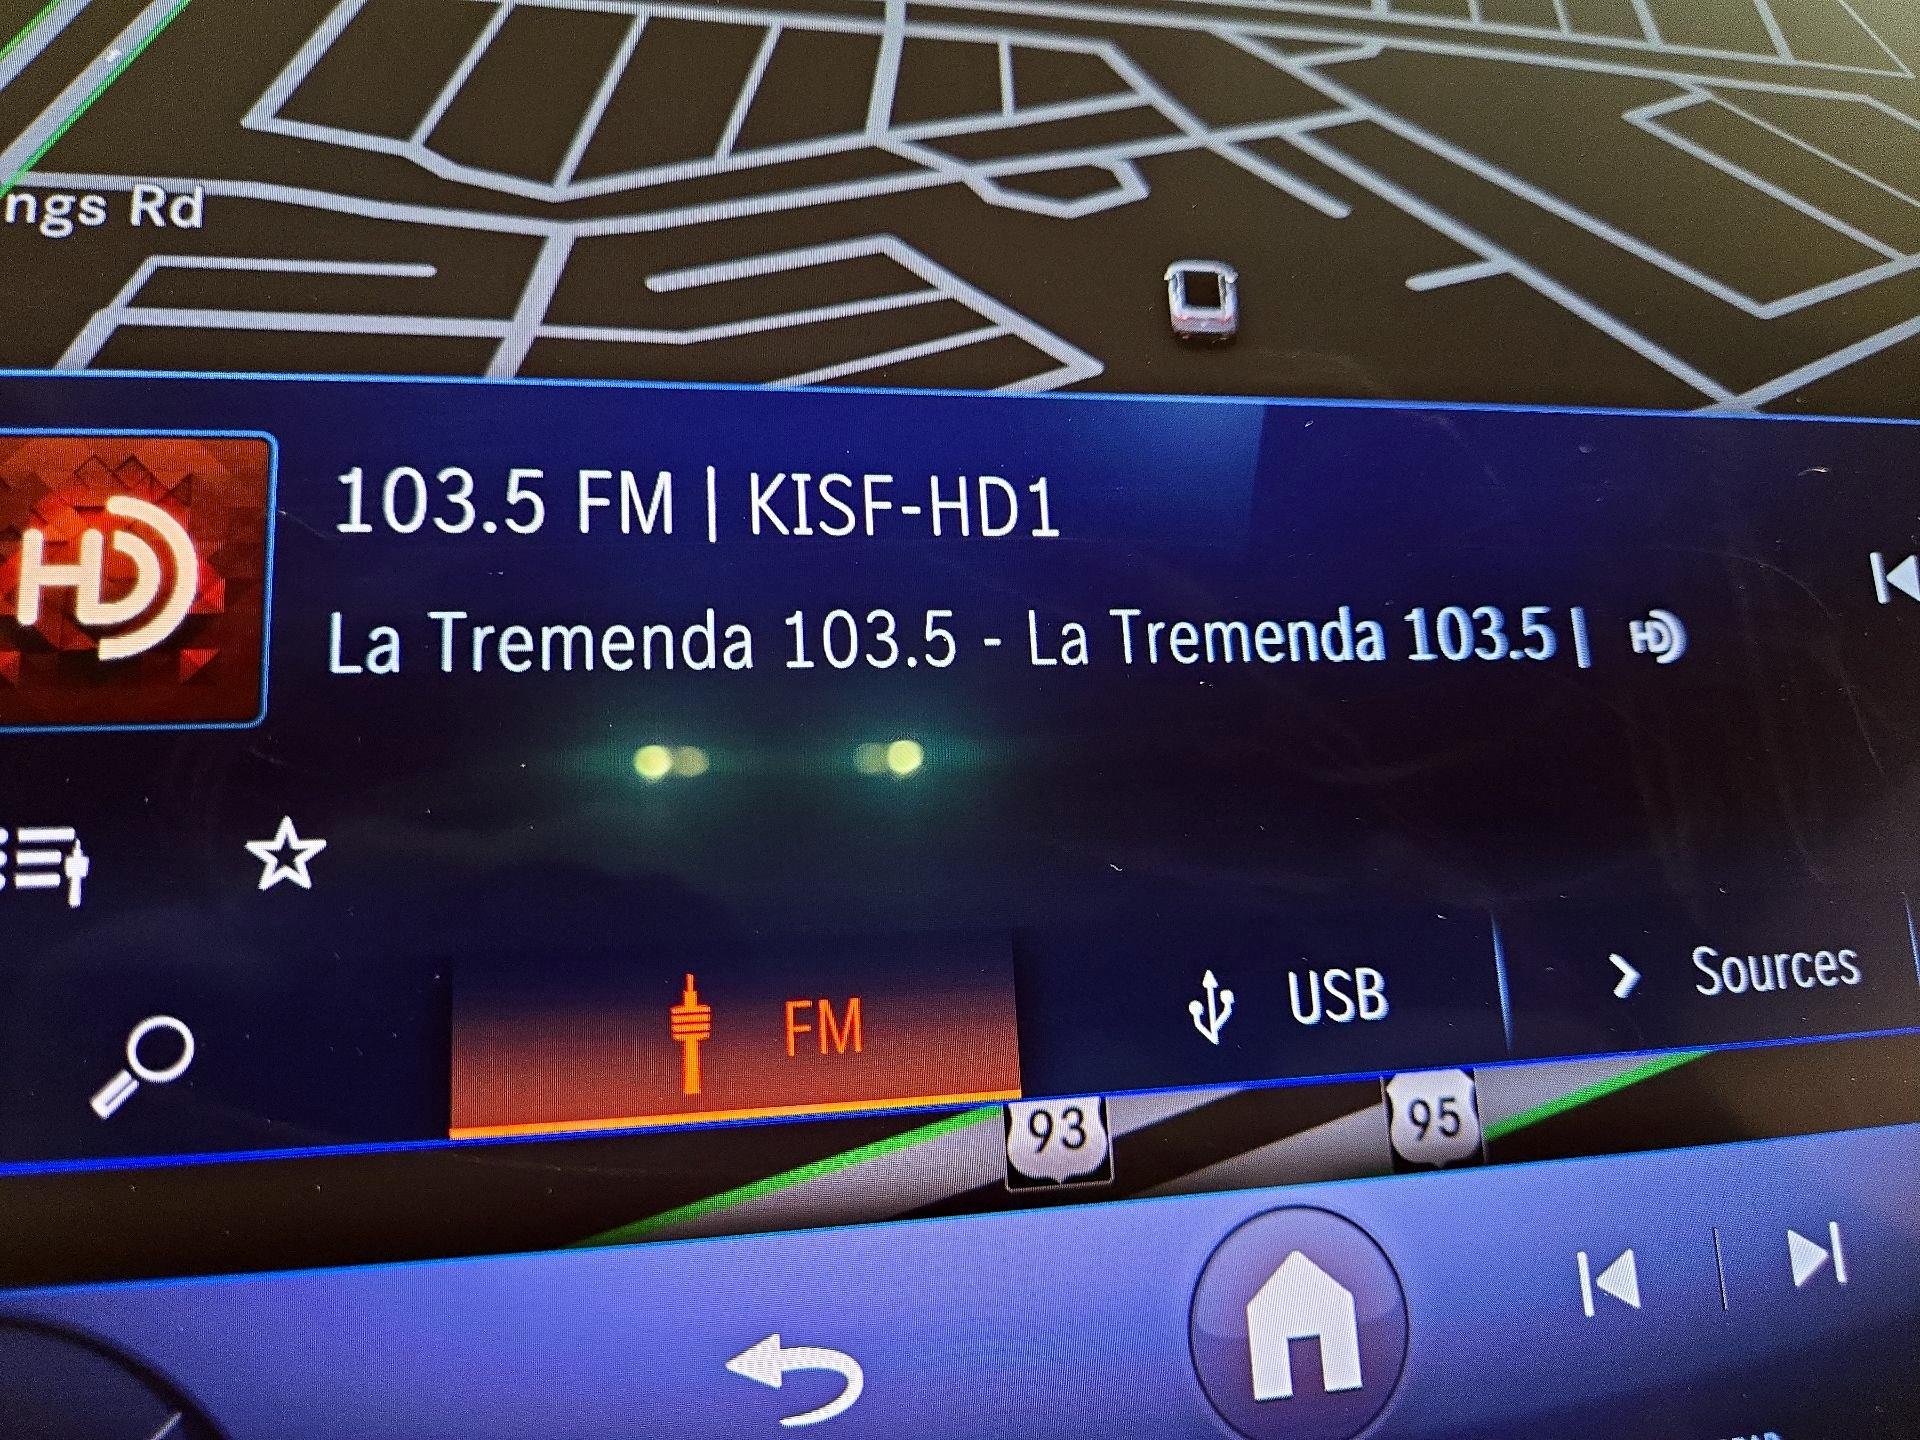 ngs Rd
103.5 FM | KISF-HD1
HD
La Tremenda 103.5 - La Tremenda 103.5 | HD
FM
USB
Sources
93
95